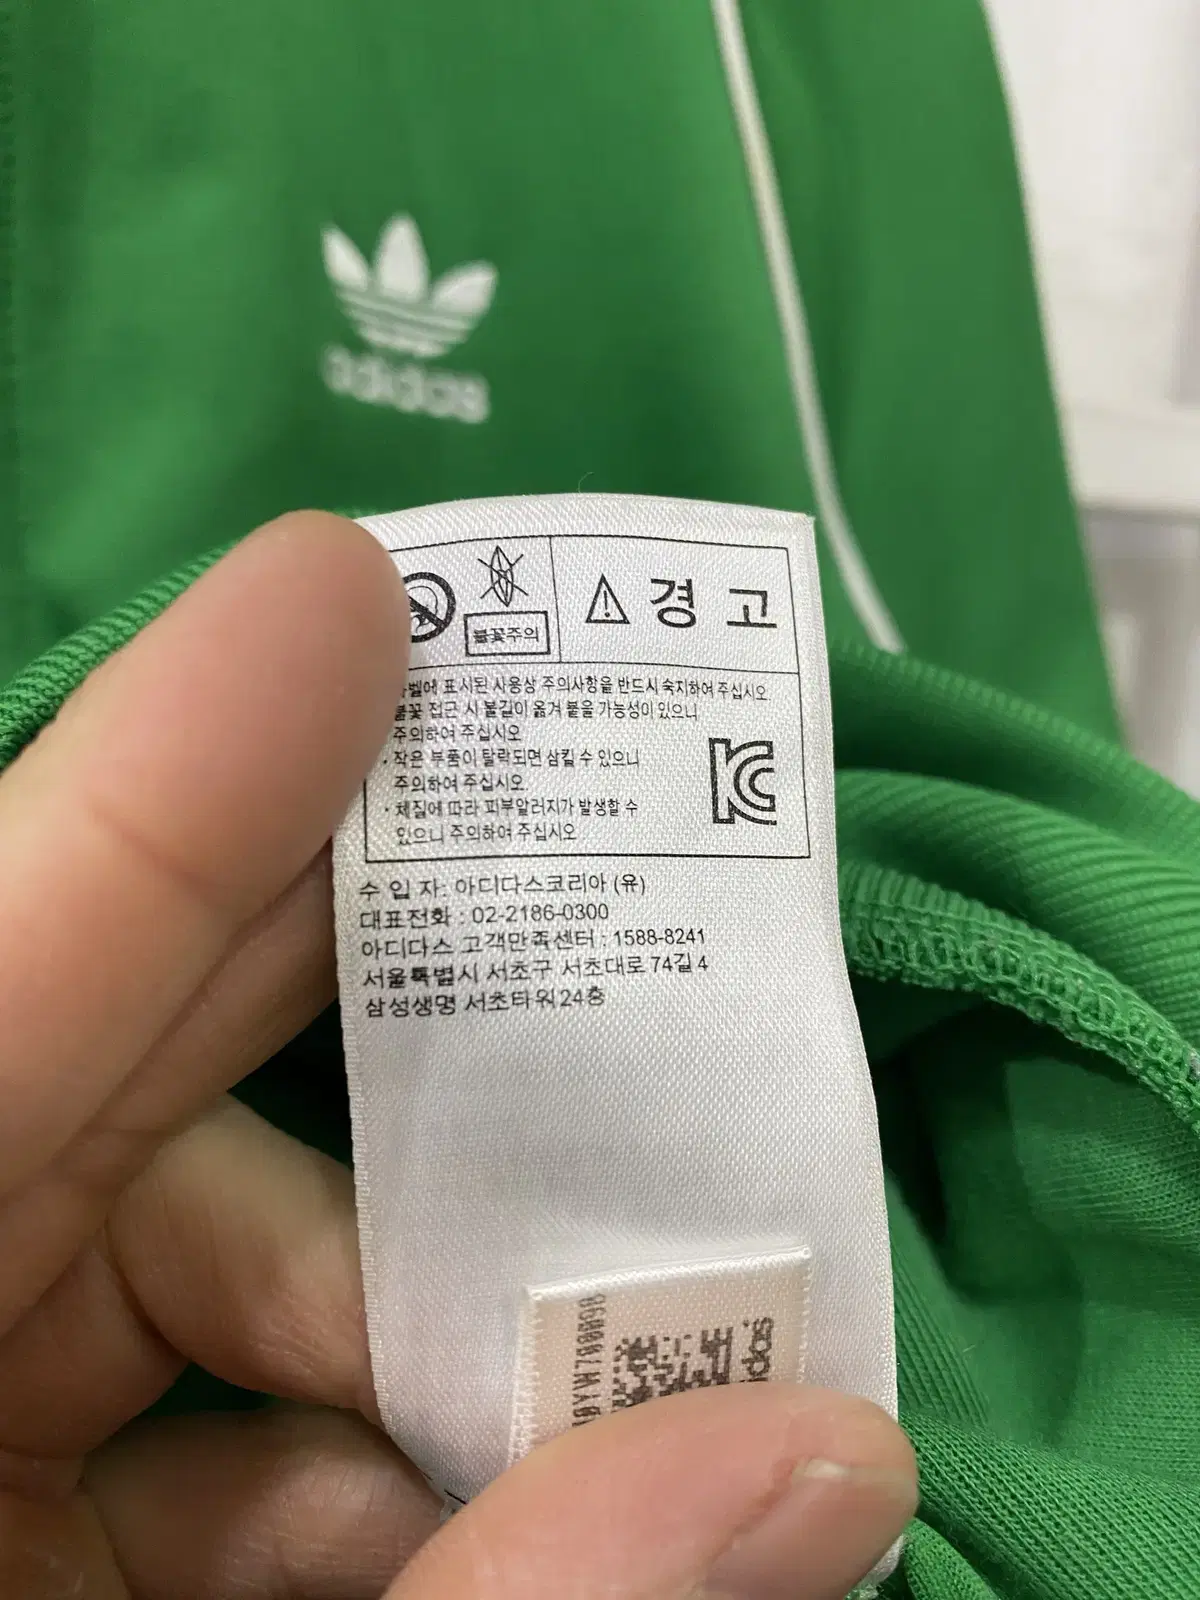 adidas
불꽃주의
⚠ 경고
벨에 표시된 사용상 주의사항을 반드시 숙지하여 주십시오
불꽃 접근 시 불길이 옮겨 붙을 가능성이 있으니
주의하여 주십시오
· 작은 부품이 탈락되면 삼킬 수 있으니
주의하여 주십시오
· 체질에 따라 피부알러지가 발생할 수
있으니 주의하여 주십시오
수 입 자: 아디다스코리아 (유)
대표전화 : 02-2186-0300
아디다스 고객만족센터 : 1588-8241
서울특별시 서초구 서초대로 74길 4
삼성생명 서초타워 24층